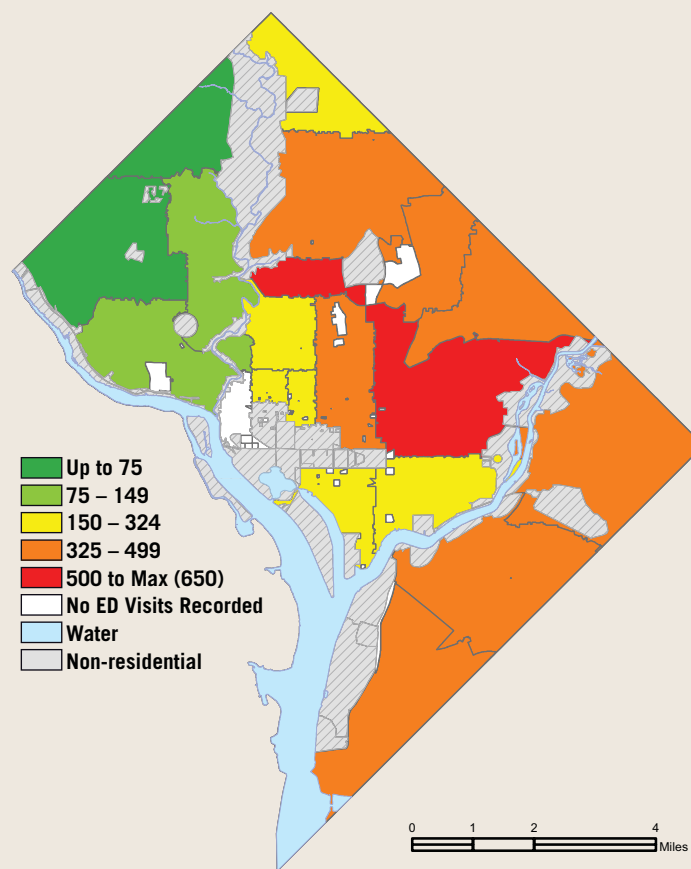 Up to 75
75 – 149
150 – 324
325 – 499
500 to Max (650)
No ED Visits Recorded
Water
Non-residential
0 1 2 4
Miles